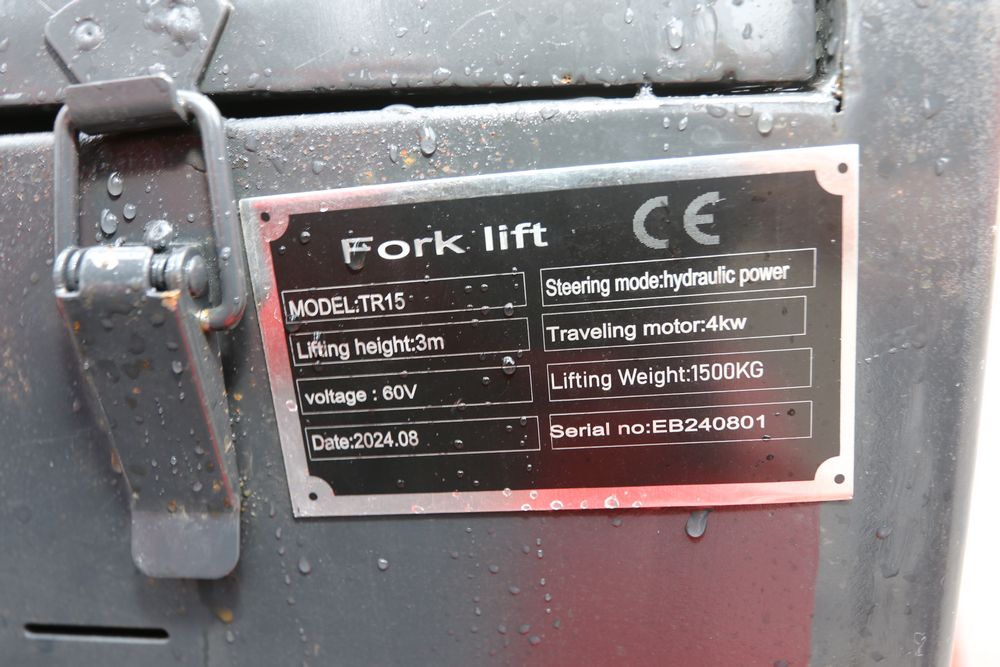 Fork lift CE
MODEL:TR15
Steering mode:hydraulic power
Lifting height:3m
Traveling motor:4kw
voltage : 60V
Lifting Weight:1500KG
Date:2024.08
Serial no:EB240801